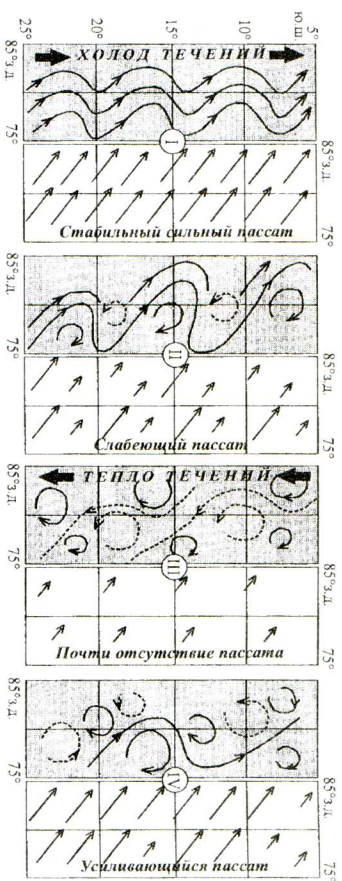 25° 20° 15° 10° 5°
ю.ш.
85°з.д.
ХОЛОД ТЕЧЕНИЙ
75°
I
85°з.д.
75°
Стабильный сильный пассат
85°з.д.
75°
II
85°з.д.
75°
Слабеющий пассат
85°з.д.
ТЕПЛО ТЕЧЕНИЙ
75°
III
85°з.д.
75°
Почти отсутствие пассата
85°з.д.
75°
IV
85°з.д.
75°
Усиливающийся пассат